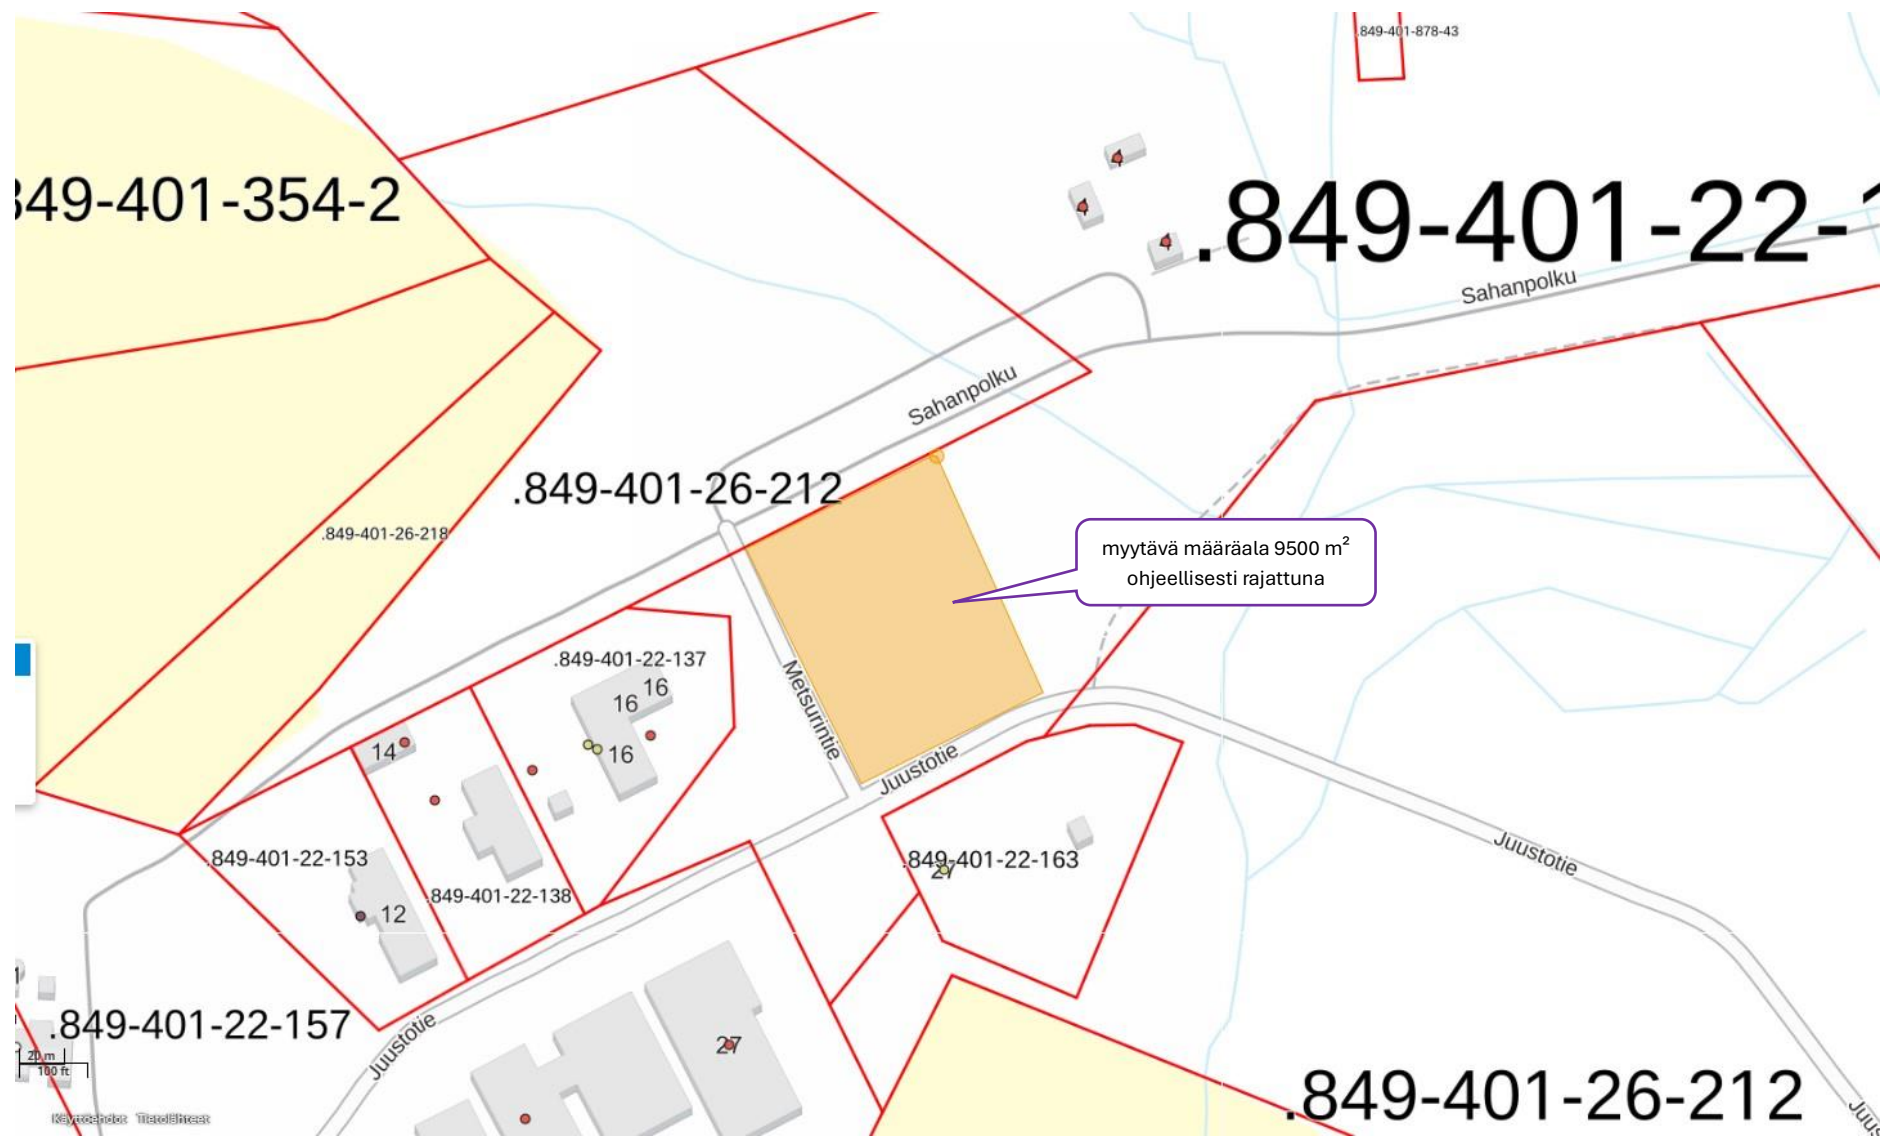 .849-401-878-43
849-401-354-2
.849-401-22-
Sahanpolku
Sahanpolku
.849-401-26-212
.849-401-26-218
myytävä määräala 9500 m²
ohjeellisesti rajattuna
.849-401-22-137
16
16
16
Metsurintie
14
Juustotie
.849-401-22-153
.849-401-22-138
12
.849-401-22-163
27
Juustotie
.849-401-22-157
Juustotie
27
20 m
100 ft
.849-401-26-212
Käyttöehdot Tietolähteet